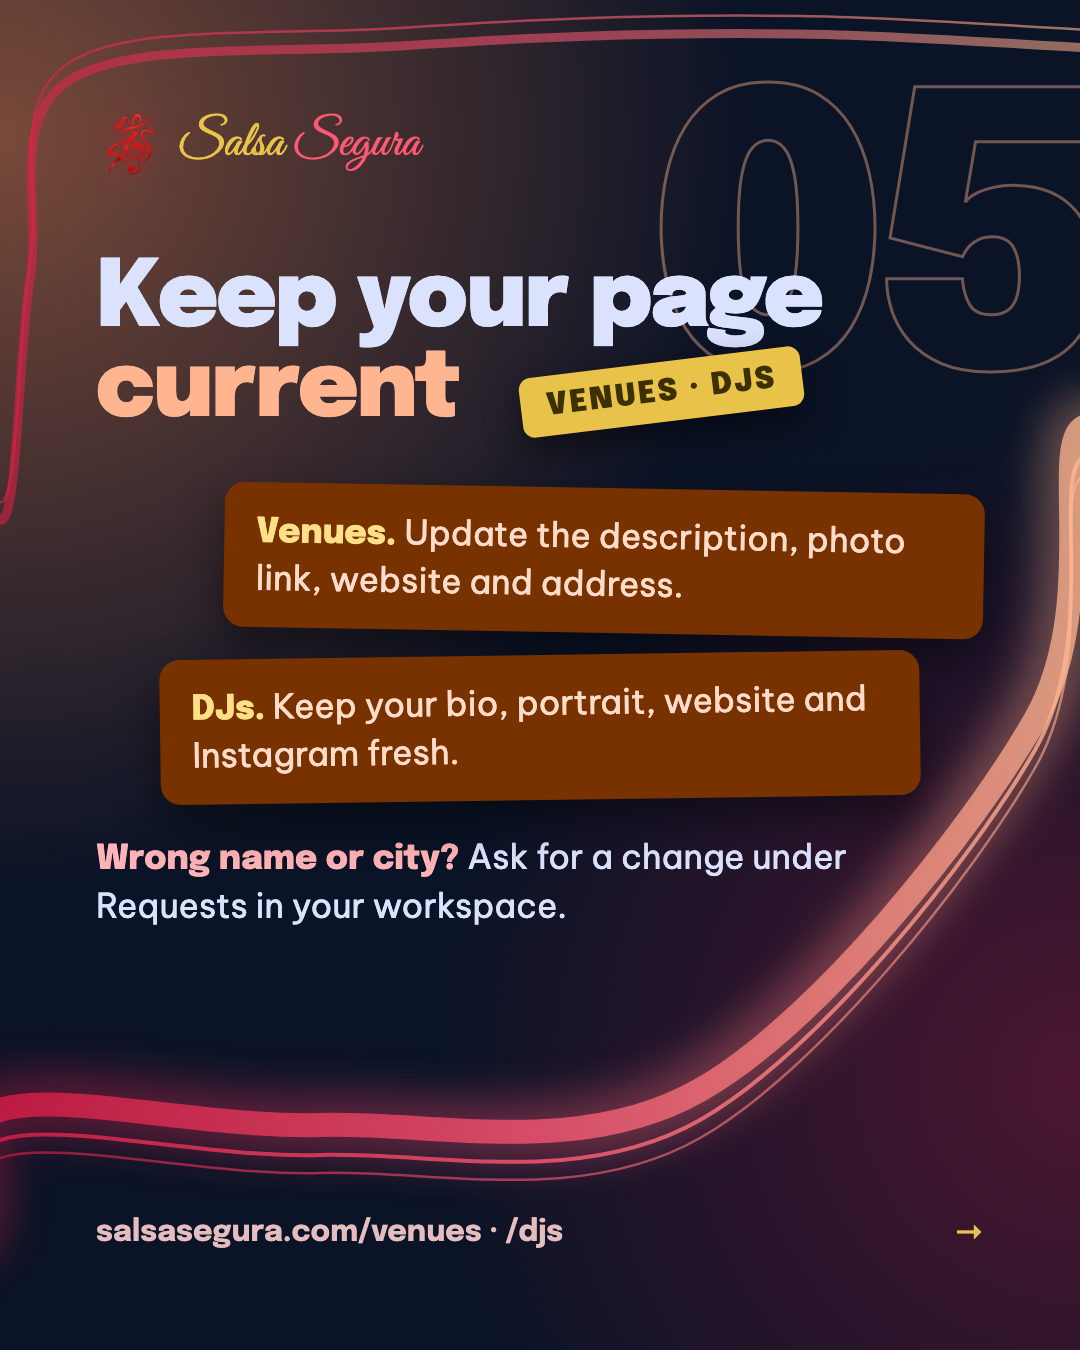 Salsa Segura
05
Keep your page
current
VENUES · DJS
Venues. Update the description, photo
link, website and address.
DJs. Keep your bio, portrait, website and
Instagram fresh.
Wrong name or city? Ask for a change under
Requests in your workspace.
salsasegura.com/venues · /djs →